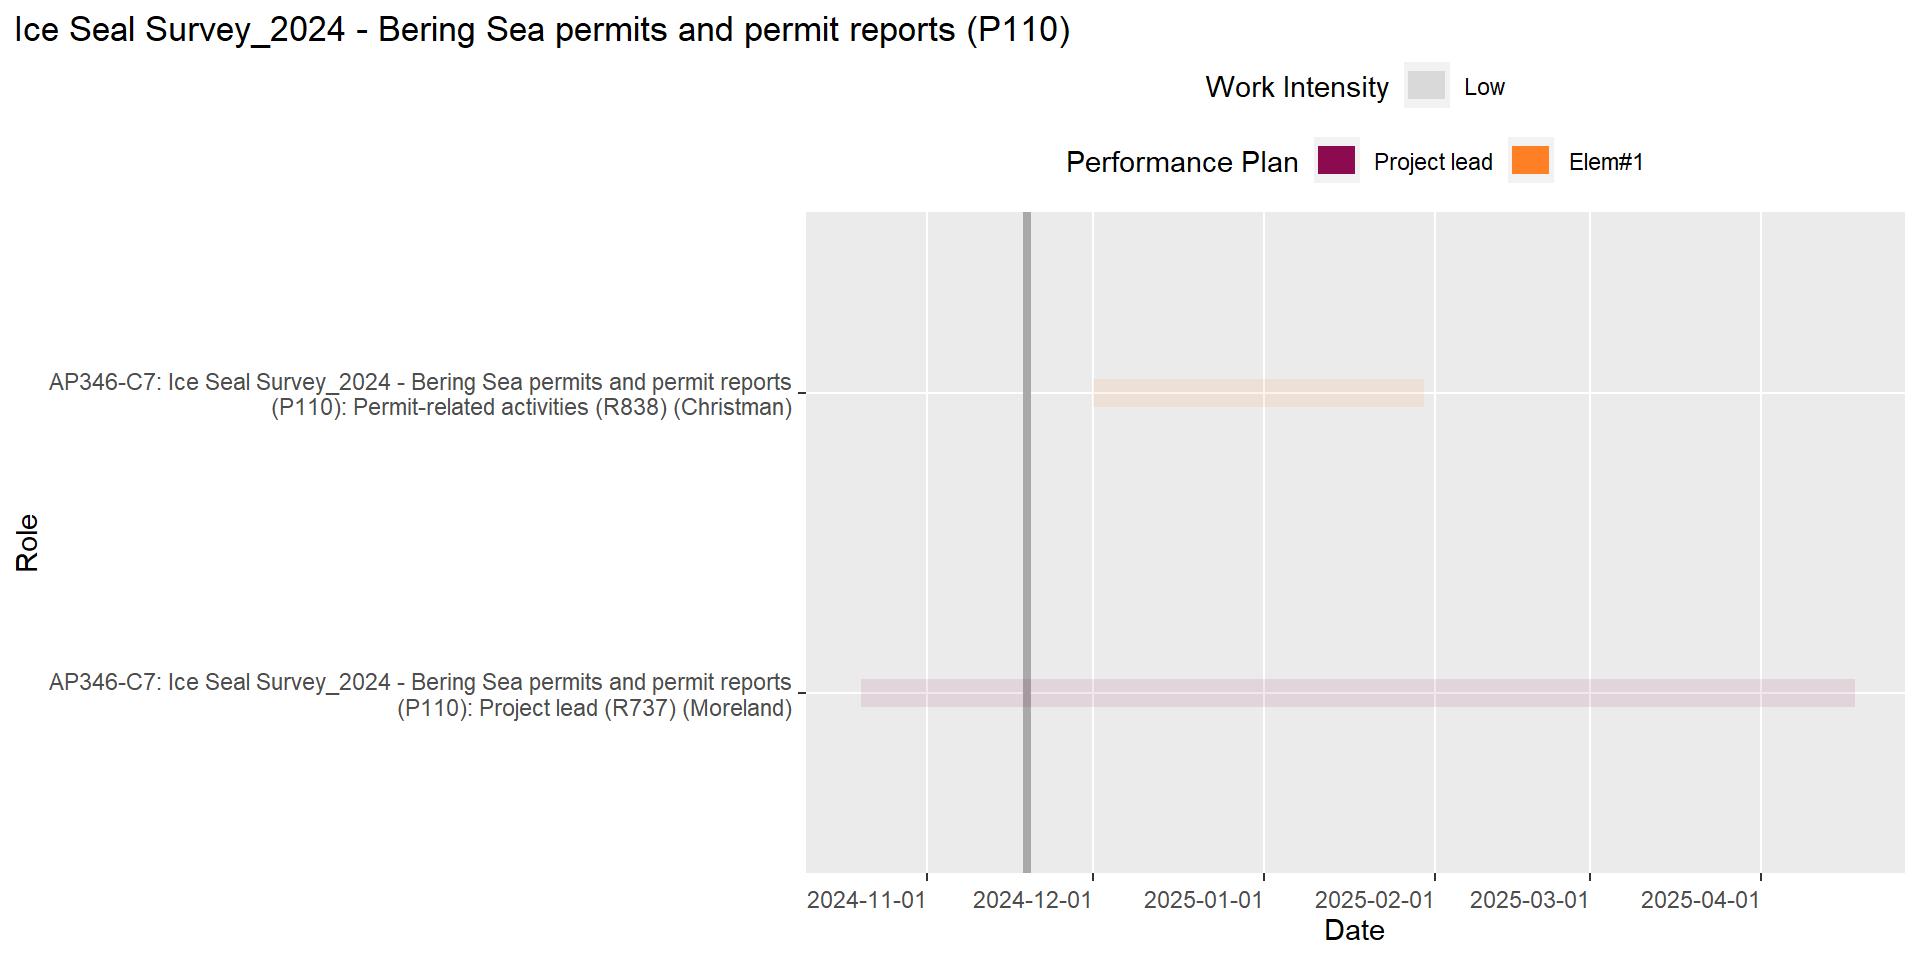 Ice Seal Survey_2024 - Bering Sea permits and permit reports (P110)
Work Intensity Low
Performance Plan Project lead Elem#1
AP346-C7: Ice Seal Survey_2024 - Bering Sea permits and permit reports
(P110): Permit-related activities (R838) (Christman)
Role
AP346-C7: Ice Seal Survey_2024 - Bering Sea permits and permit reports
(P110): Project lead (R737) (Moreland)
2024-11-01 2024-12-01 2025-01-01 2025-02-01 2025-03-01 2025-04-01
Date